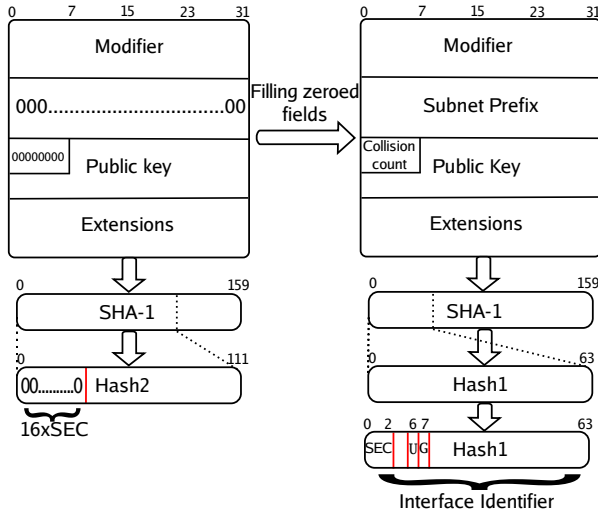 0 7 15 23 31
Modifier
000..............................00
00000000
Public key
Extensions
0 159
SHA-1
0 111
00..........0 Hash2
16xSEC
Filling zeroed
fields
0 7 15 23 31
Modifier
Subnet Prefix
Collision
count
Public Key
Extensions
0 159
SHA-1
0 63
Hash1
0 2 6 7 63
SEC U G Hash1
Interface Identifier